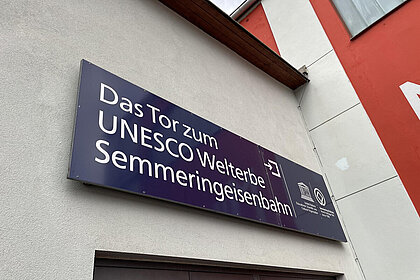 Das Tor zum
UNESCO Welterbe
Semmeringeisenbahn